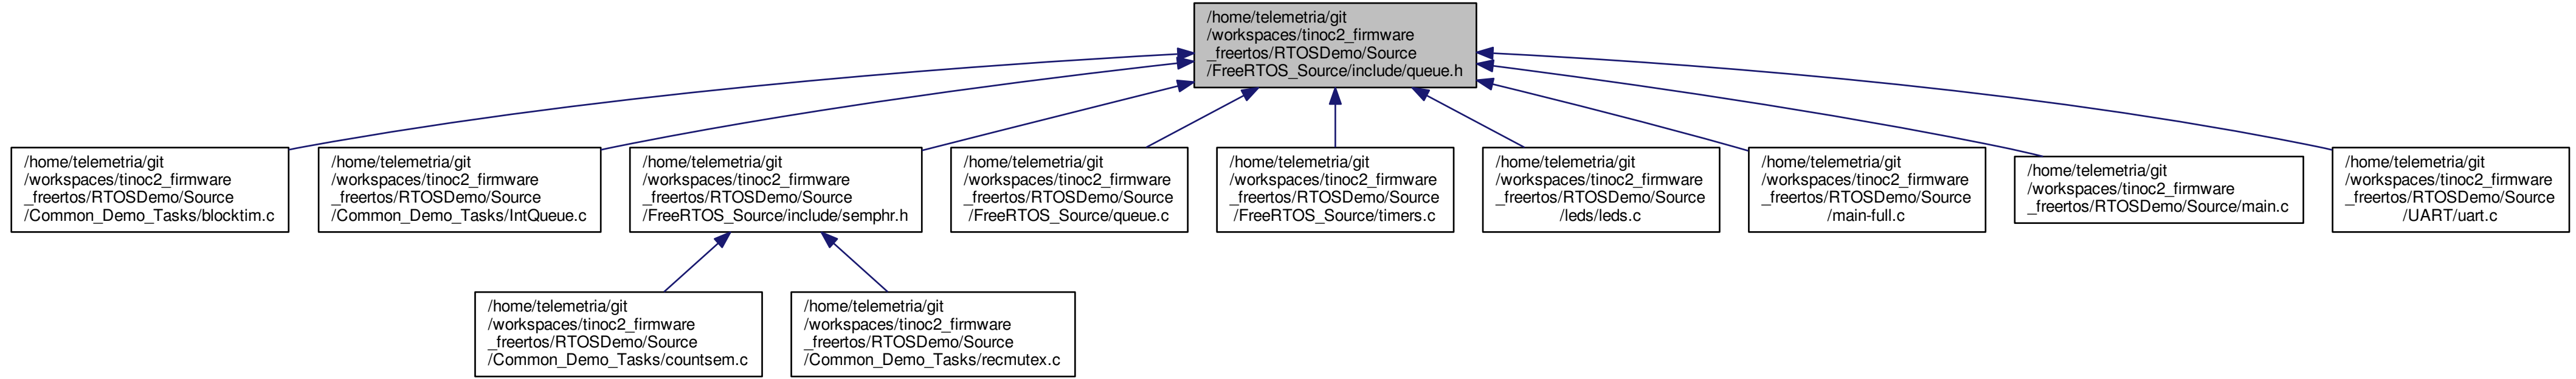 /home/telemetria/git
/workspaces/tinoc2_firmware
_freertos/RTOSDemo/Source
/FreeRTOS_Source/include/queue.h
/home/telemetria/git
/workspaces/tinoc2_firmware
_freertos/RTOSDemo/Source
/Common_Demo_Tasks/blocktim.c
/home/telemetria/git
/workspaces/tinoc2_firmware
_freertos/RTOSDemo/Source
/Common_Demo_Tasks/IntQueue.c
/home/telemetria/git
/workspaces/tinoc2_firmware
_freertos/RTOSDemo/Source
/FreeRTOS_Source/include/semphr.h
/home/telemetria/git
/workspaces/tinoc2_firmware
_freertos/RTOSDemo/Source
/FreeRTOS_Source/queue.c
/home/telemetria/git
/workspaces/tinoc2_firmware
_freertos/RTOSDemo/Source
/FreeRTOS_Source/timers.c
/home/telemetria/git
/workspaces/tinoc2_firmware
_freertos/RTOSDemo/Source
/leds/leds.c
/home/telemetria/git
/workspaces/tinoc2_firmware
_freertos/RTOSDemo/Source
/main-full.c
/home/telemetria/git
/workspaces/tinoc2_firmware
_freertos/RTOSDemo/Source/main.c
/home/telemetria/git
/workspaces/tinoc2_firmware
_freertos/RTOSDemo/Source
/UART/uart.c
/home/telemetria/git
/workspaces/tinoc2_firmware
_freertos/RTOSDemo/Source
/Common_Demo_Tasks/countsem.c
/home/telemetria/git
/workspaces/tinoc2_firmware
_freertos/RTOSDemo/Source
/Common_Demo_Tasks/recmutex.c